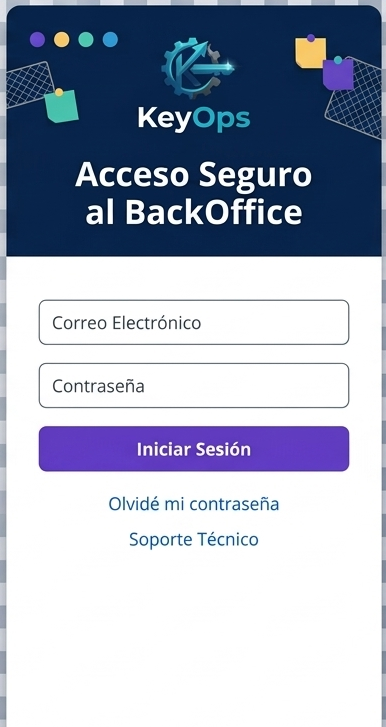 KeyOps
Acceso Seguro
al BackOffice
Correo Electrónico
Contraseña
Iniciar Sesión
Olvidé mi contraseña
Soporte Técnico